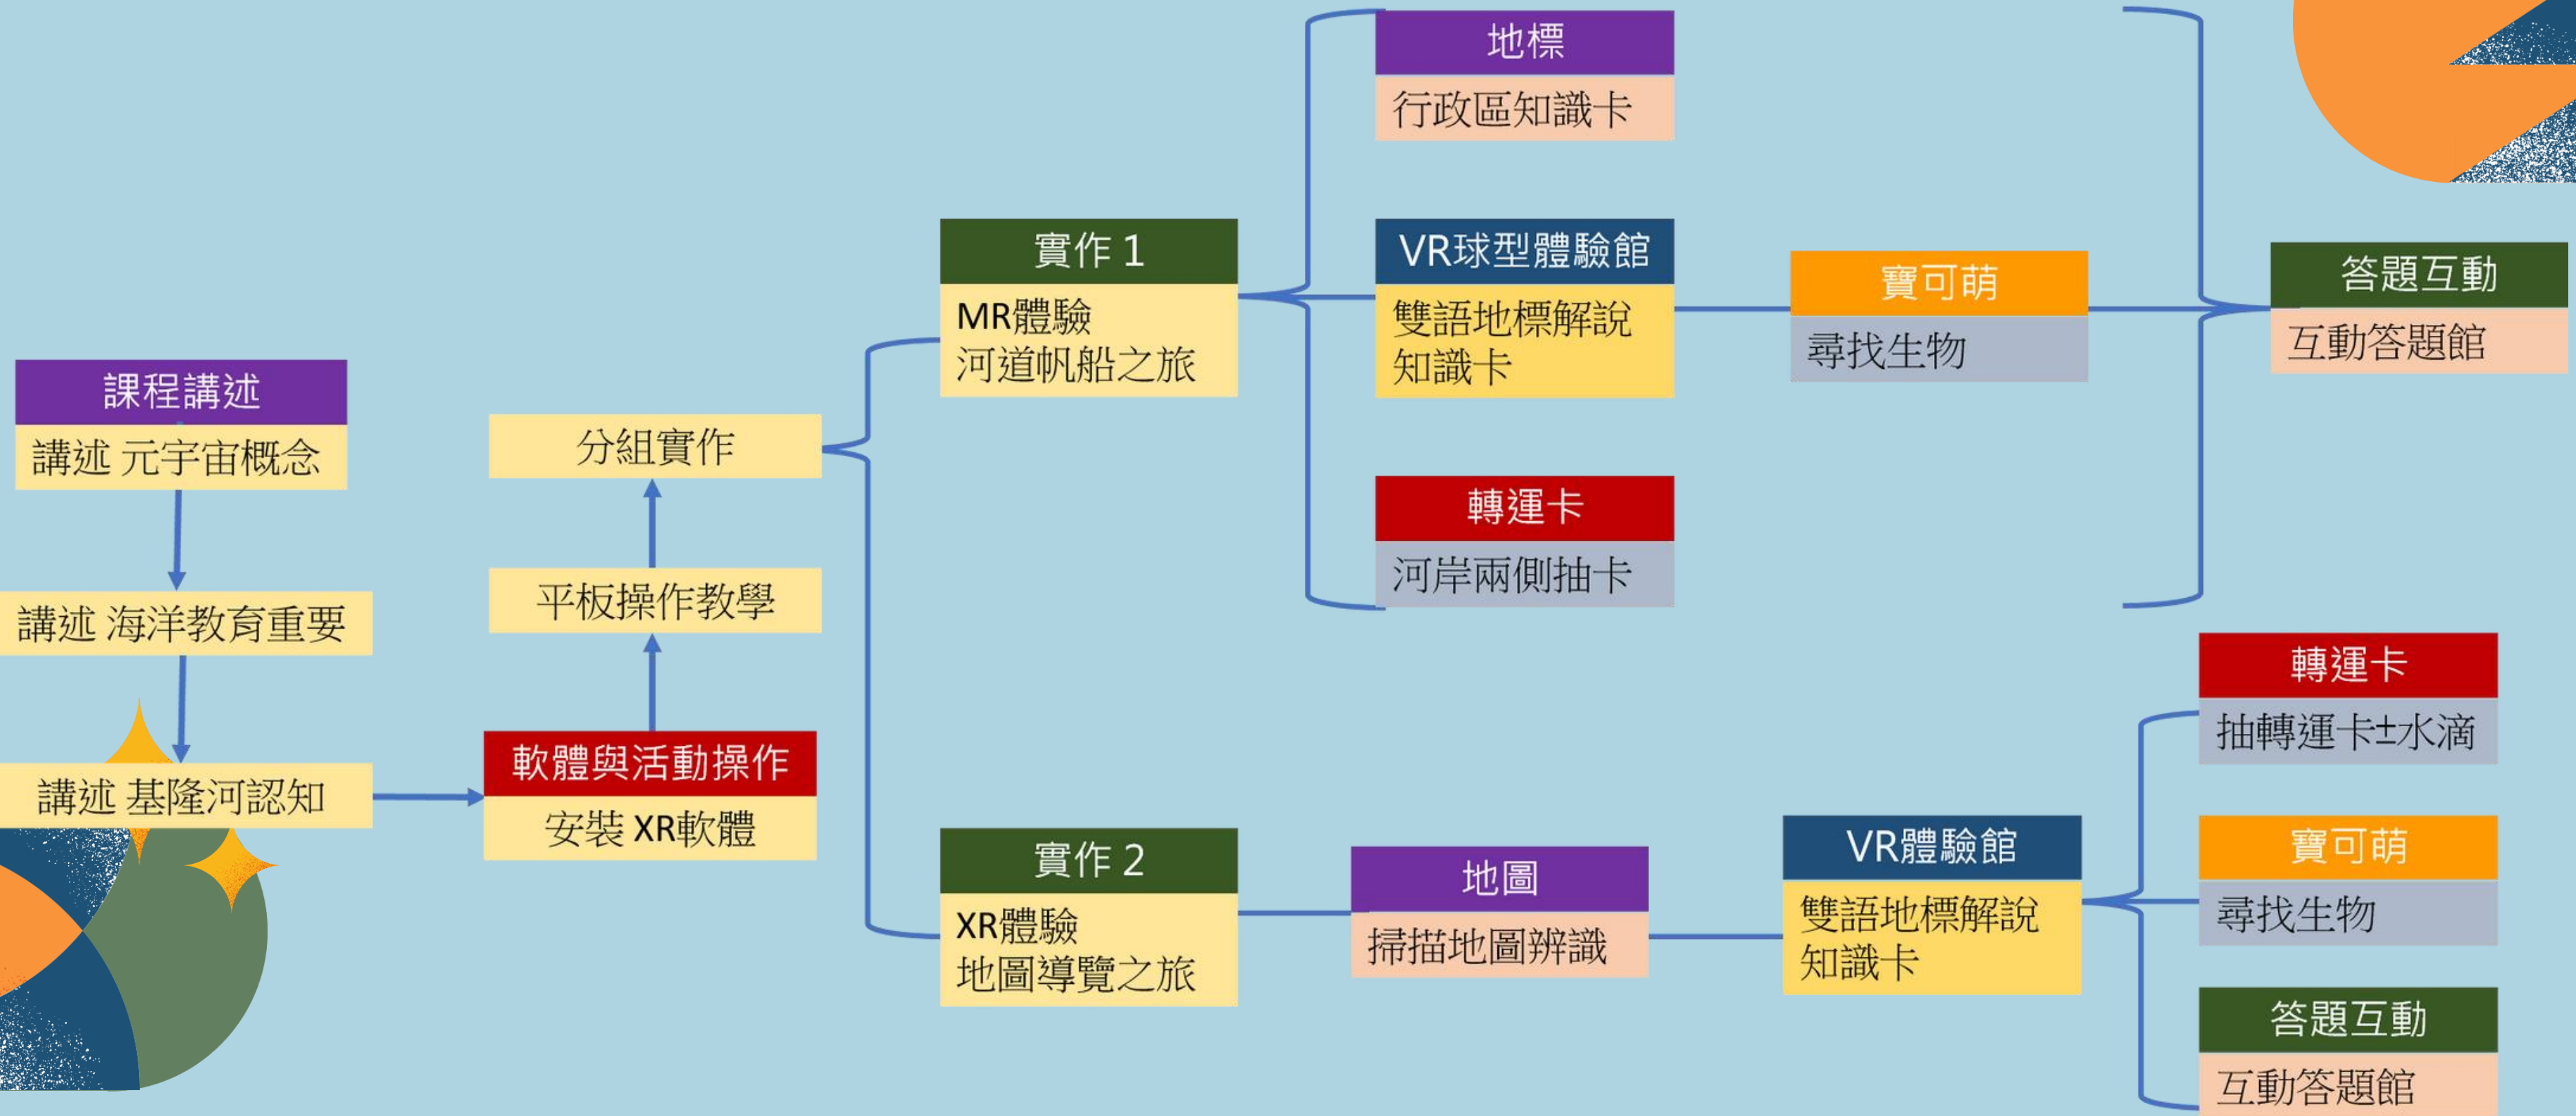 課程講述
講述 元宇宙概念
講述 海洋教育重要
講述 基隆河認知
軟體與活動操作
安裝 XR軟體
平板操作教學
分組實作
實作 1
MR體驗
河道帆船之旅
地標
行政區知識卡
VR球型體驗館
雙語地標解說
知識卡
寶可萌
尋找生物
轉運卡
河岸兩側抽卡
答題互動
互動答題館
實作 2
XR體驗
地圖導覽之旅
地圖
掃描地圖辨識
VR體驗館
雙語地標解說
知識卡
轉運卡
抽轉運卡±水滴
寶可萌
尋找生物
答題互動
互動答題館